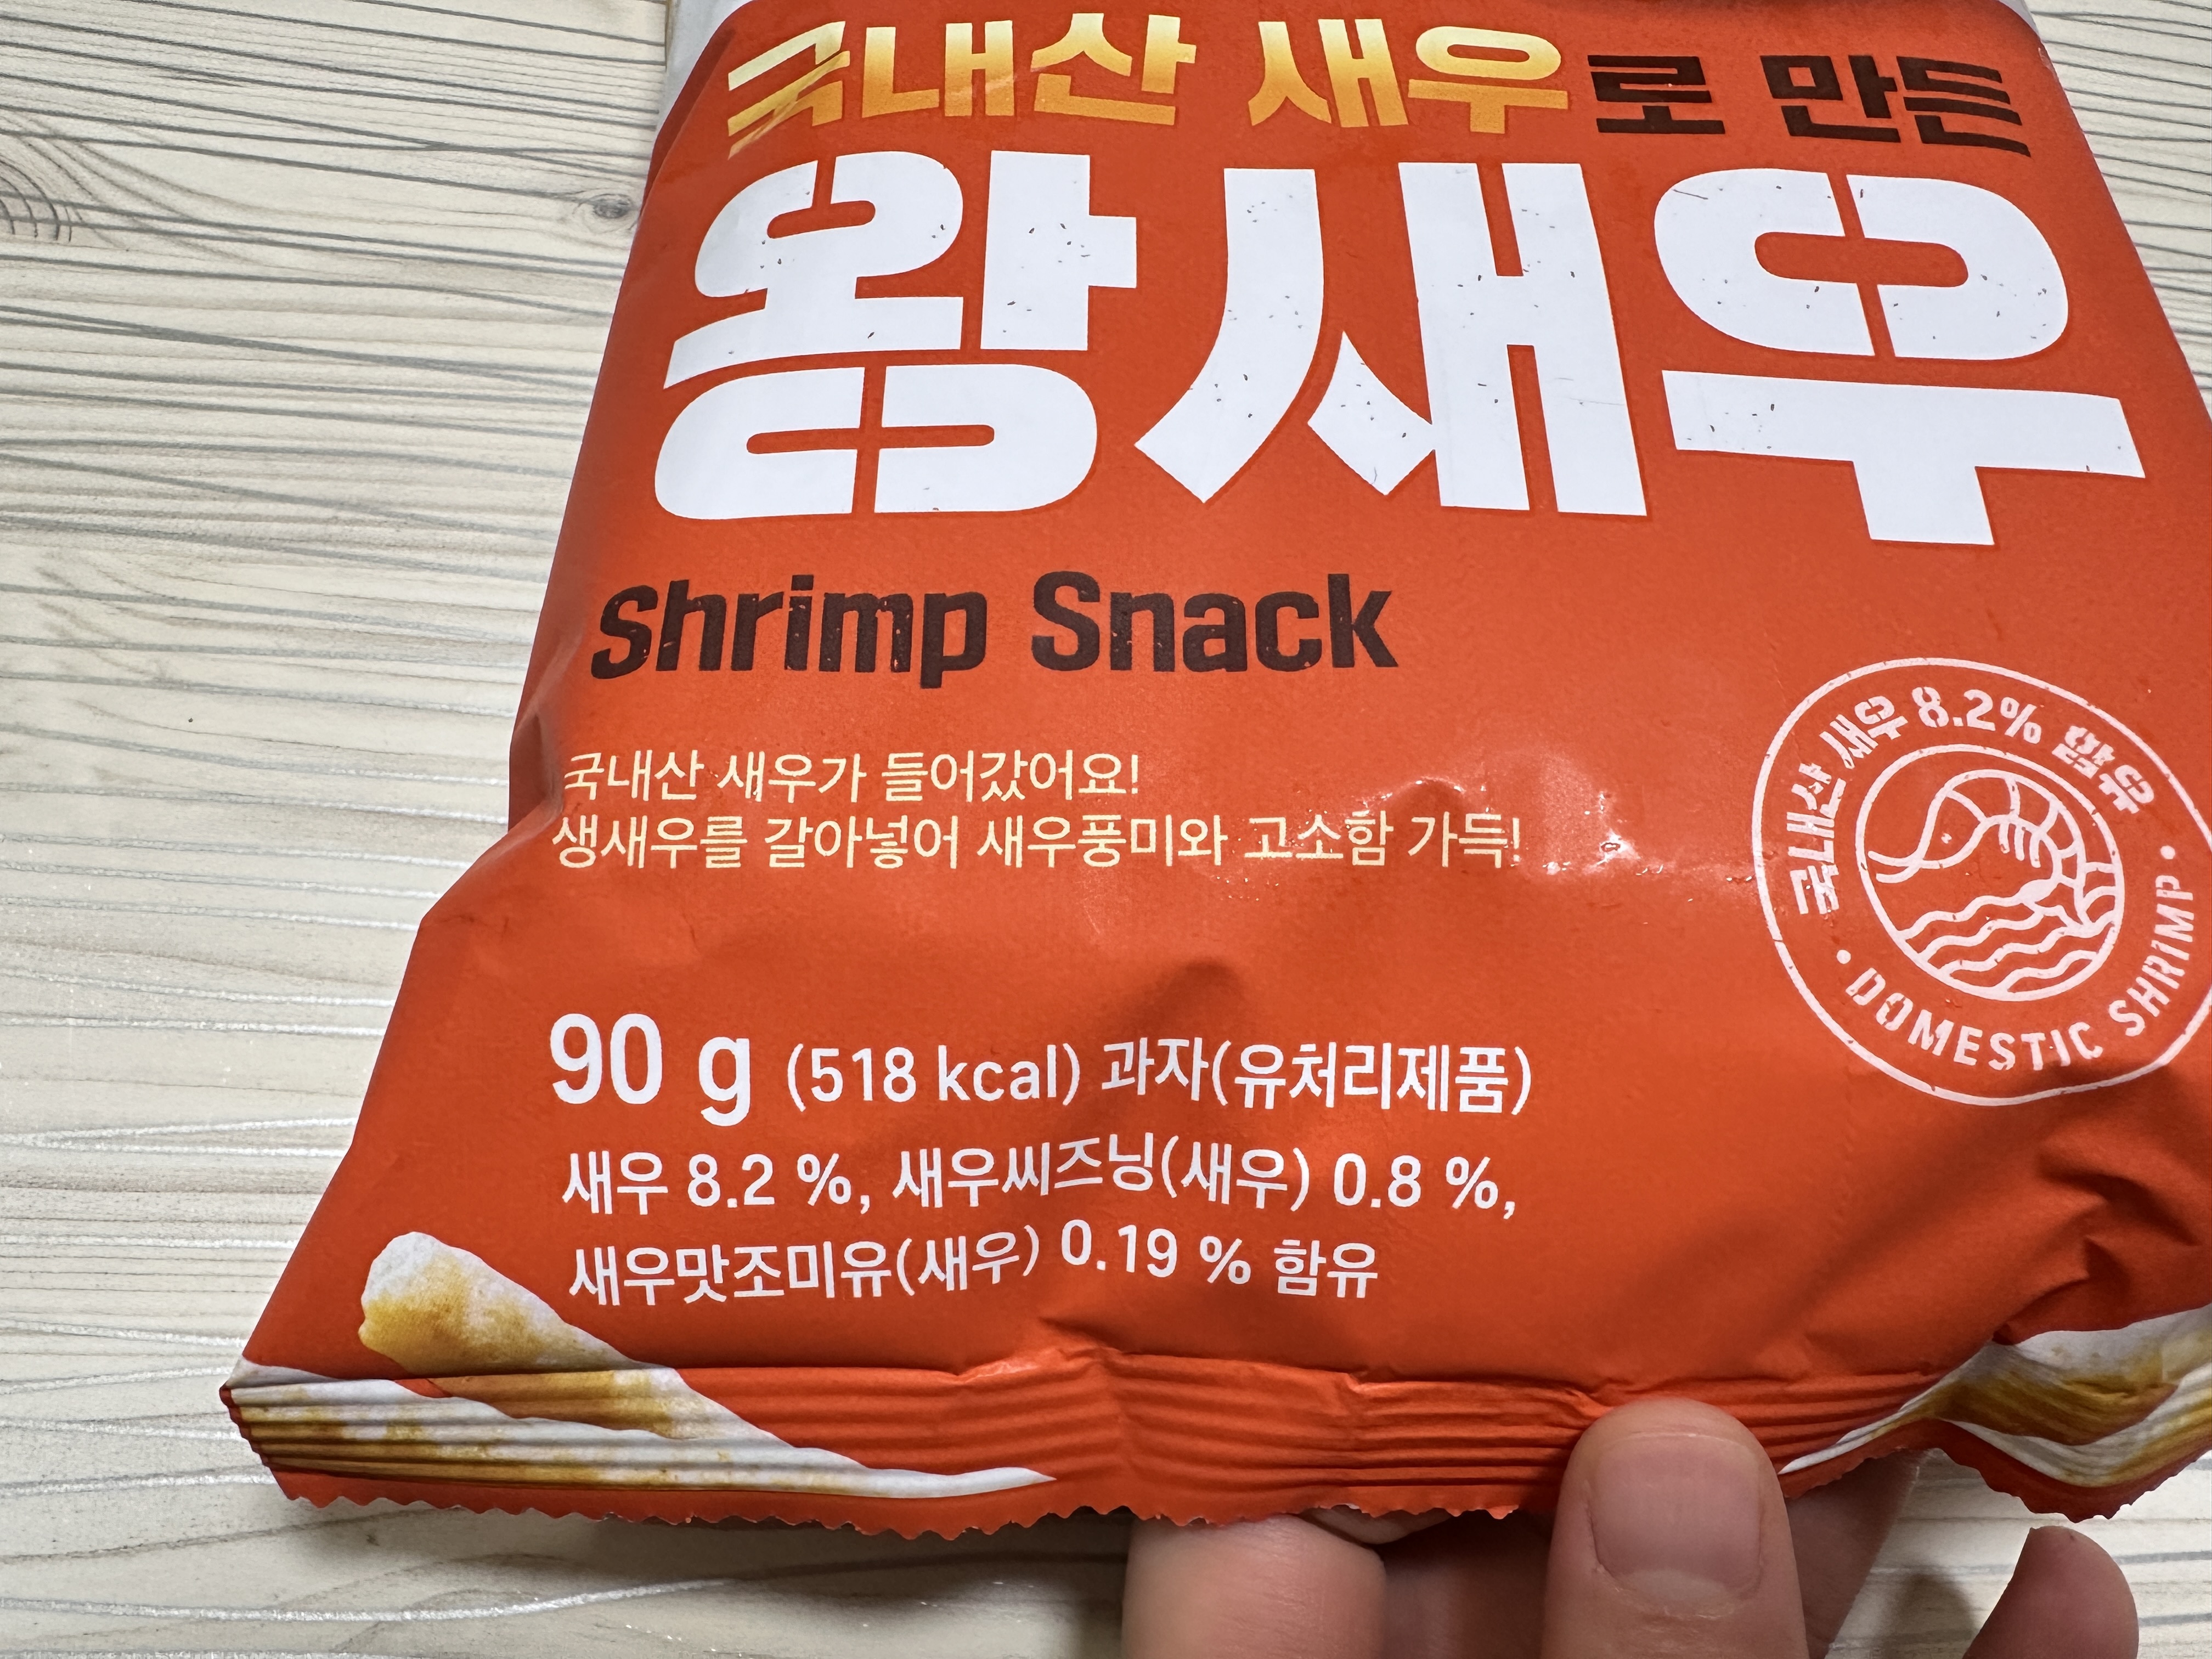 국내산 새우로 만든
왕새우
Shrimp Snack
국내산 새우가 들어갔어요!
생새우를 갈아넣어 새우풍미와 고소함 가득!
국내산 새우 8.2% 함유
• DOMESTIC SHRIMP •
90 g (518 kcal) 과자(유처리제품)
새우 8.2 %, 새우씨즈닝(새우) 0.8 %,
새우맛조미유(새우) 0.19 % 함유